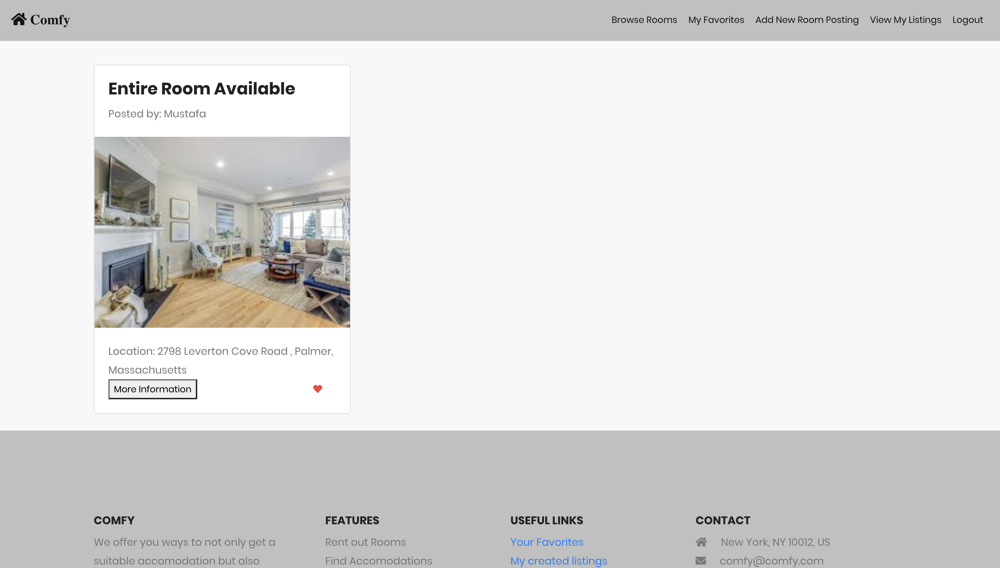 Comfy
Browse Rooms My Favorites Add New Room Posting View My Listings Logout
Entire Room Available
Posted by: Mustafa
Location: 2798 Leverton Cove Road , Palmer,
Massachusetts
More Information
COMFY
We offer you ways to not only get a
suitable accomodation but also
FEATURES
Rent out Rooms
Find Accomodations
USEFUL LINKS
Your Favorites
My created listings
CONTACT
New York, NY 10012, US
comfy@comfy.com